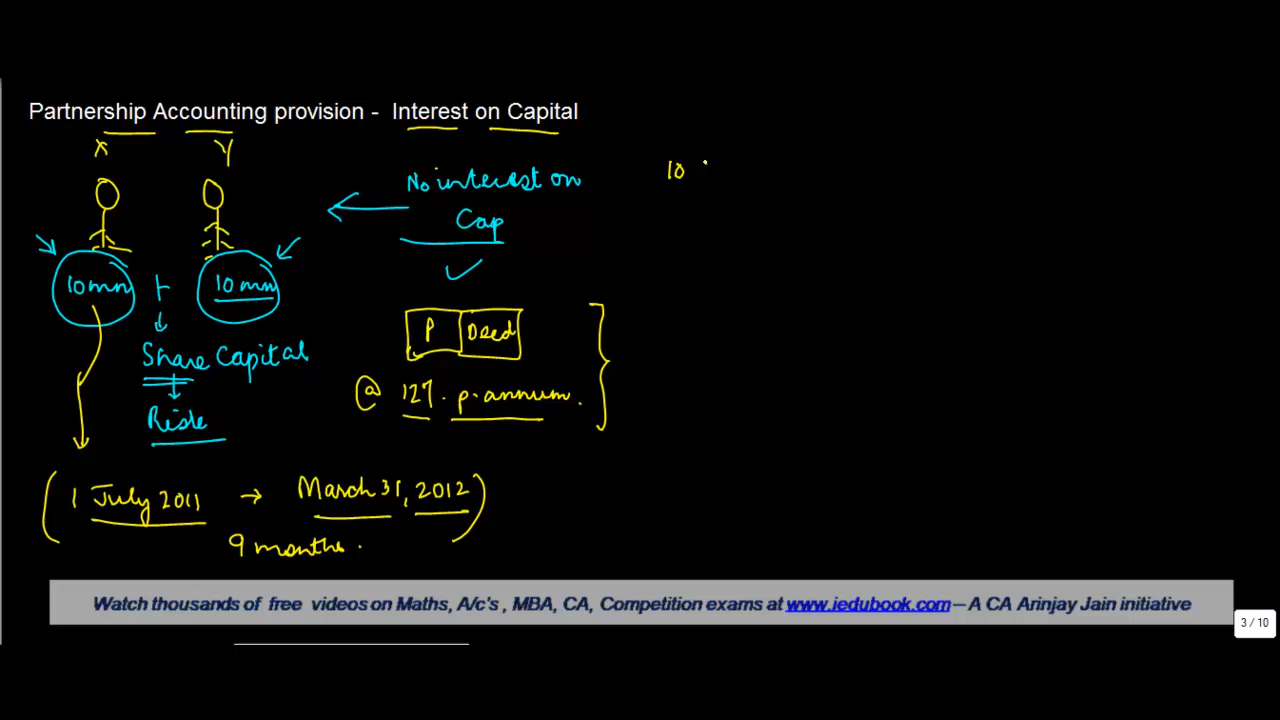 Partnership Accounting provision - Interest on Capital
X Y
No interest on
Cap
10mn + 10mn
Share Capital
Risk
P Deed
@ 12%. p.annum.
1 July 2011 → March 31, 2012
9 months.
10
Watch thousands of free videos on Maths, A/c's , MBA, CA, Competition exams at www.iedubook.com – A CA Arinjay Jain initiative
3 / 10